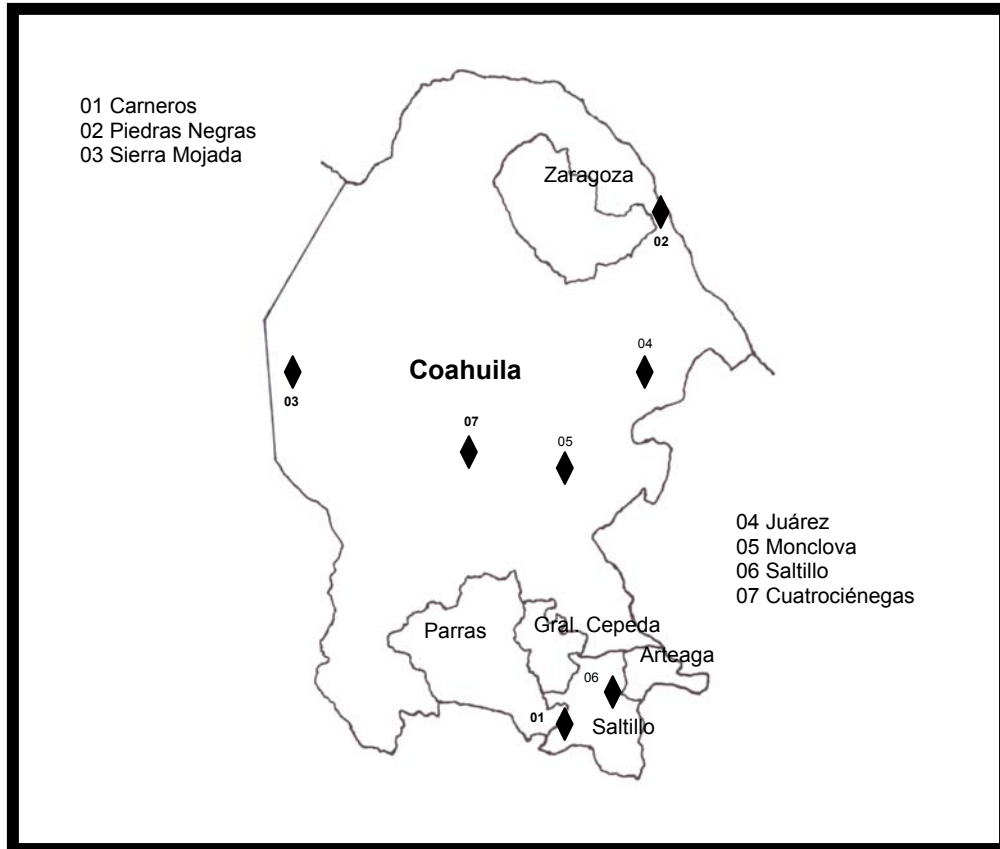 01 Carneros
02 Piedras Negras
03 Sierra Mojada
Zaragoza
02
04
Coahuila
03
07
05
04 Juárez
05 Monclova
06 Saltillo
07 Cuatrociénegas
Parras
Gral. Cepeda
Arteaga
06
01
Saltillo